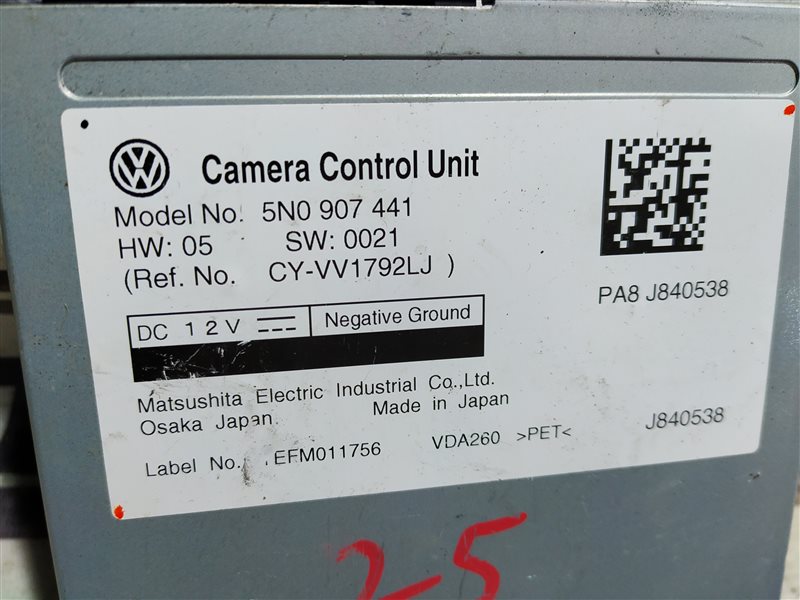 VW Camera Control Unit
Model No. 5N0 907 441
HW: 05 SW: 0021
(Ref. No. CY-VV1792LJ )
PA8 J840538
DC 12V Negative Ground
Matsushita Electric Industrial Co.,Ltd.
Osaka Japan. Made in Japan
Label No. EFM011756 VDA260 >PET< J840538
2-5